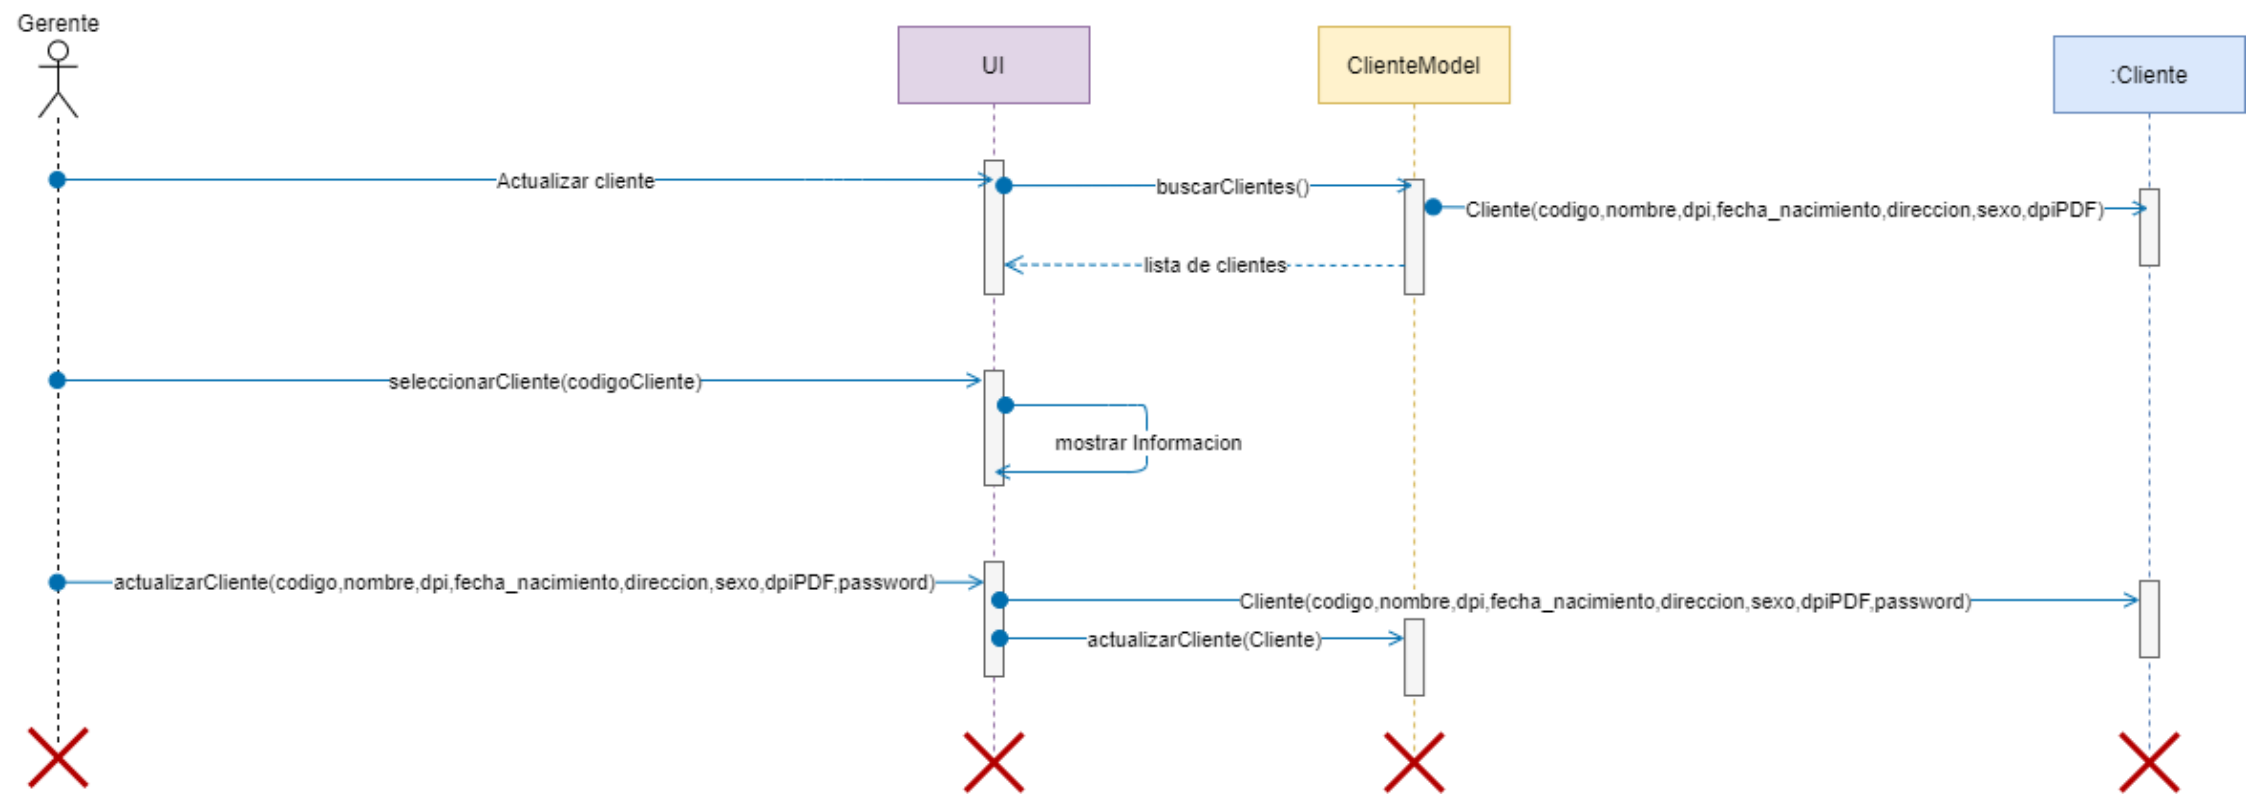 Gerente
UI
ClienteModel
:Cliente
Actualizar cliente
buscarClientes()
Cliente(codigo,nombre,dpi,fecha_nacimiento,direccion,sexo,dpiPDF)
lista de clientes
seleccionarCliente(codigoCliente)
mostrar Informacion
actualizarCliente(codigo,nombre,dpi,fecha_nacimiento,direccion,sexo,dpiPDF,password)
Cliente(codigo,nombre,dpi,fecha_nacimiento,direccion,sexo,dpiPDF,password)
actualizarCliente(Cliente)